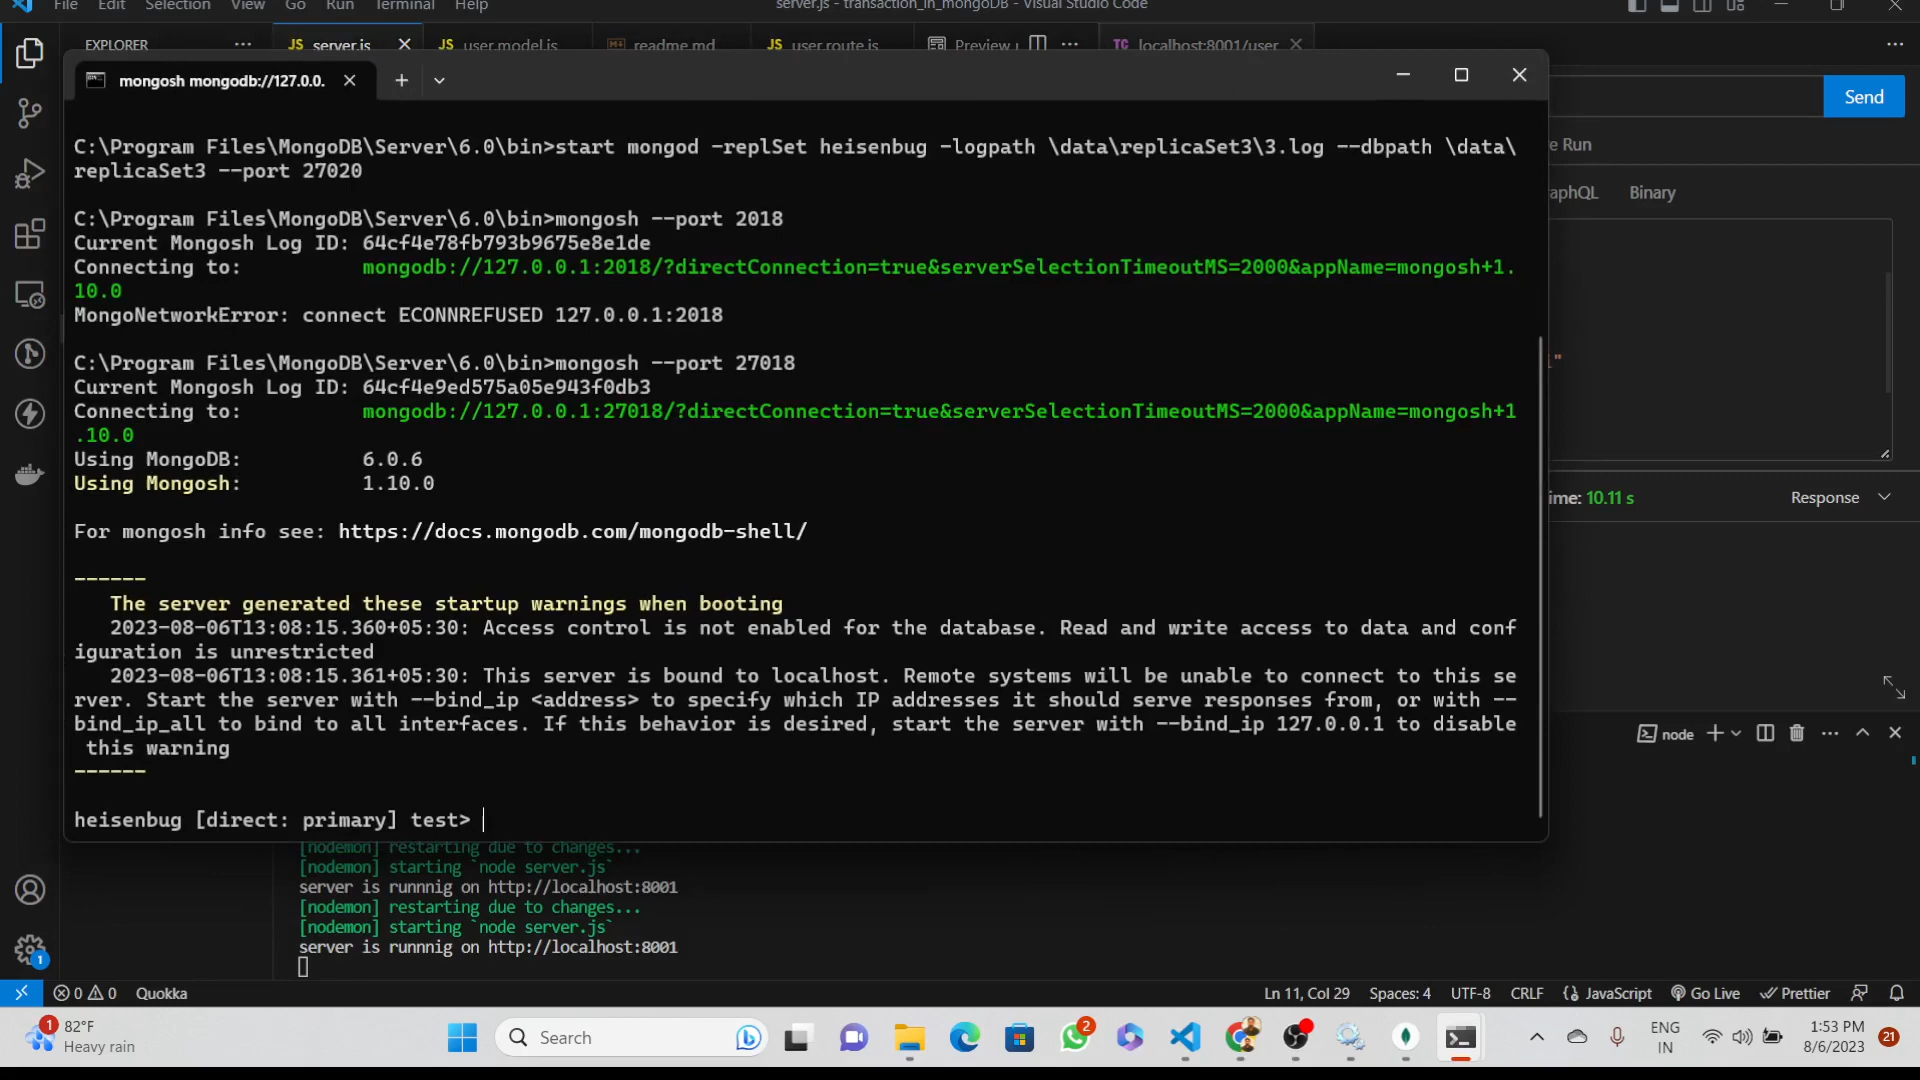 File Edit Selection View Go Run Terminal Help
server.js - transaction_in_mongoDB - Visual Studio Code
EXPLORER
JS server.js
JS user.model.js
readme.md
JS user.route.js
Preview
TC localhost:8001/user
mongosh mongodb://127.0.0.
Send
C:\Program Files\MongoDB\Server\6.0\bin>start mongod -replSet heisenbug -logpath \data\replicaSet3\3.log --dbpath \data\
replicaSet3 --port 27020
e Run
aphQL Binary
C:\Program Files\MongoDB\Server\6.0\bin>mongosh --port 2018
Current Mongosh Log ID: 64cf4e78fb793b9675e8e1de
Connecting to: mongodb://127.0.0.1:2018/?directConnection=true&serverSelectionTimeoutMS=2000&appName=mongosh+1.
10.0
MongoNetworkError: connect ECONNREFUSED 127.0.0.1:2018
C:\Program Files\MongoDB\Server\6.0\bin>mongosh --port 27018
Current Mongosh Log ID: 64cf4e9ed575a05e943f0db3
Connecting to: mongodb://127.0.0.1:27018/?directConnection=true&serverSelectionTimeoutMS=2000&appName=mongosh+1
.10.0
Using MongoDB: 6.0.6
Using Mongosh: 1.10.0
ime: 10.11 s
Response
For mongosh info see: https://docs.mongodb.com/mongodb-shell/
------
The server generated these startup warnings when booting
2023-08-06T13:08:15.360+05:30: Access control is not enabled for the database. Read and write access to data and conf
iguration is unrestricted
2023-08-06T13:08:15.361+05:30: This server is bound to localhost. Remote systems will be unable to connect to this se
rver. Start the server with --bind_ip <address> to specify which IP addresses it should serve responses from, or with --
bind_ip_all to bind to all interfaces. If this behavior is desired, start the server with --bind_ip 127.0.0.1 to disable
this warning
------
node
heisenbug [direct: primary] test>
[nodemon] restarting due to changes...
[nodemon] starting `node server.js`
server is runnnig on http://localhost:8001
[nodemon] restarting due to changes...
[nodemon] starting `node server.js`
server is runnnig on http://localhost:8001
1
0 0 Quokka
Ln 11, Col 29 Spaces: 4 UTF-8 CRLF JavaScript Go Live Prettier
1
82°F
Heavy rain
Search
2
ENG
IN
1:53 PM
8/6/2023
21